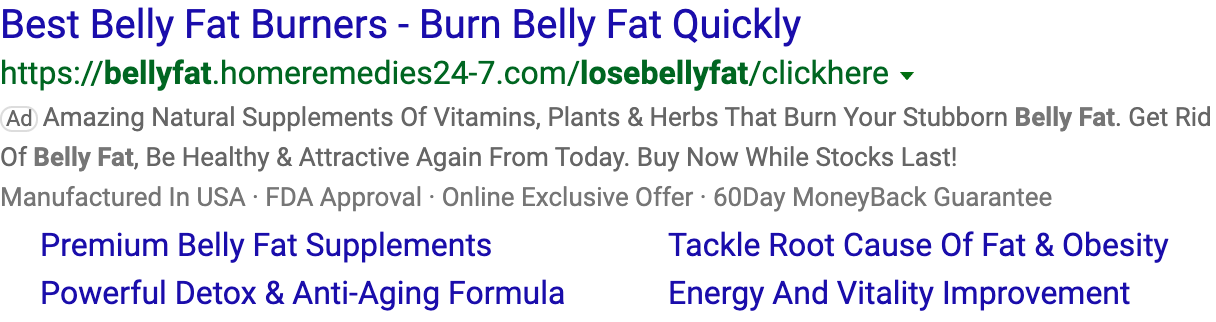 Best Belly Fat Burners - Burn Belly Fat Quickly
https://bellyfat.homeremedies24-7.com/losebellyfat/clickhere
Ad Amazing Natural Supplements Of Vitamins, Plants & Herbs That Burn Your Stubborn Belly Fat. Get Rid
Of Belly Fat, Be Healthy & Attractive Again From Today. Buy Now While Stocks Last!
Manufactured In USA · FDA Approval · Online Exclusive Offer · 60Day MoneyBack Guarantee
Premium Belly Fat Supplements Tackle Root Cause Of Fat & Obesity
Powerful Detox & Anti-Aging Formula Energy And Vitality Improvement